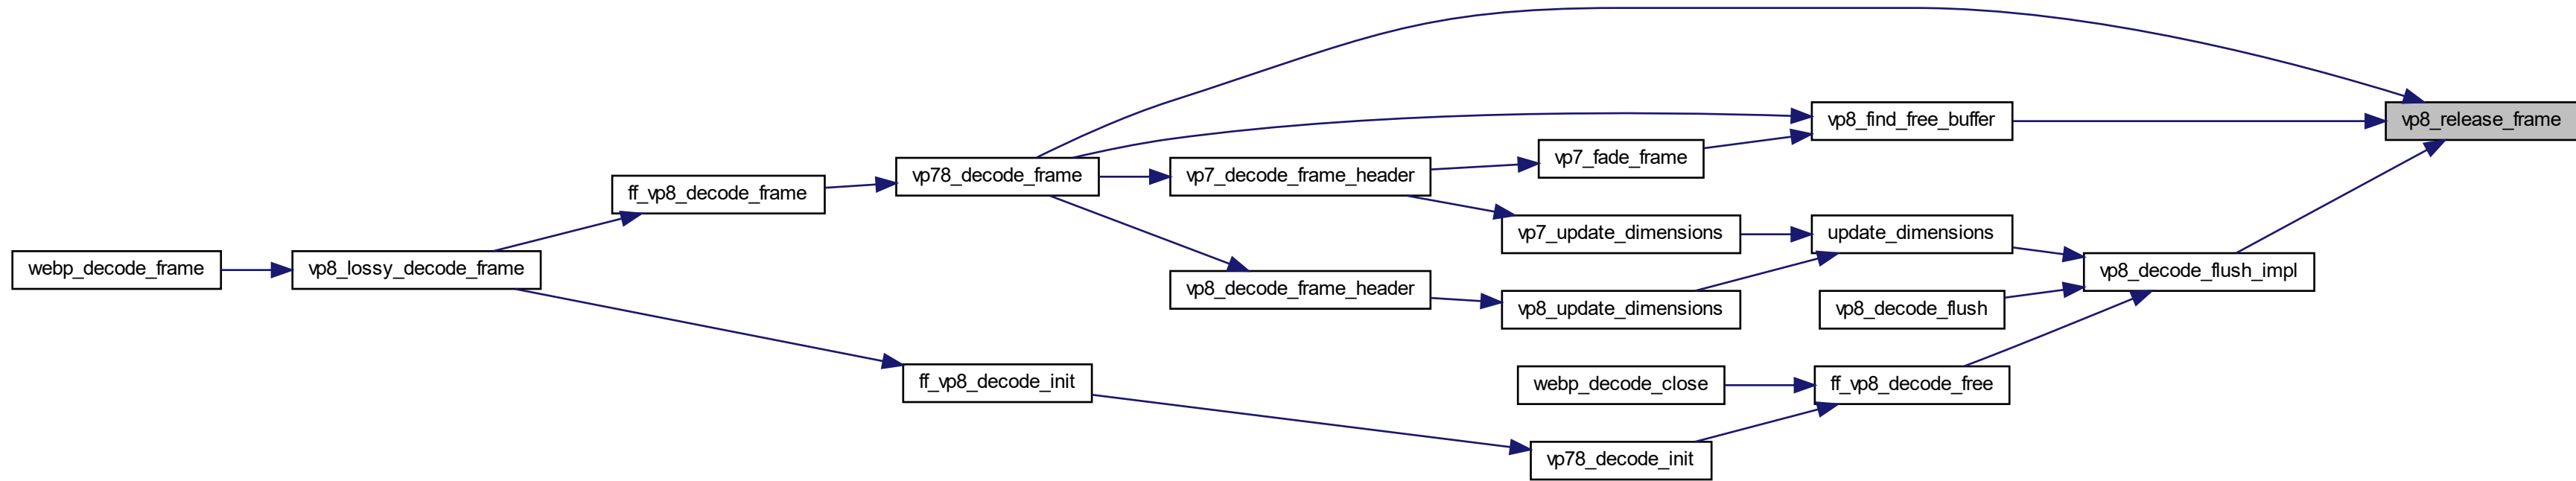 vp8_release_frame
vp8_find_free_buffer
vp7_fade_frame
vp78_decode_frame
vp7_decode_frame_header
ff_vp8_decode_frame
vp7_update_dimensions
update_dimensions
webp_decode_frame
vp8_lossy_decode_frame
vp8_decode_frame_header
vp8_update_dimensions
vp8_decode_flush_impl
vp8_decode_flush
ff_vp8_decode_init
webp_decode_close
ff_vp8_decode_free
vp78_decode_init